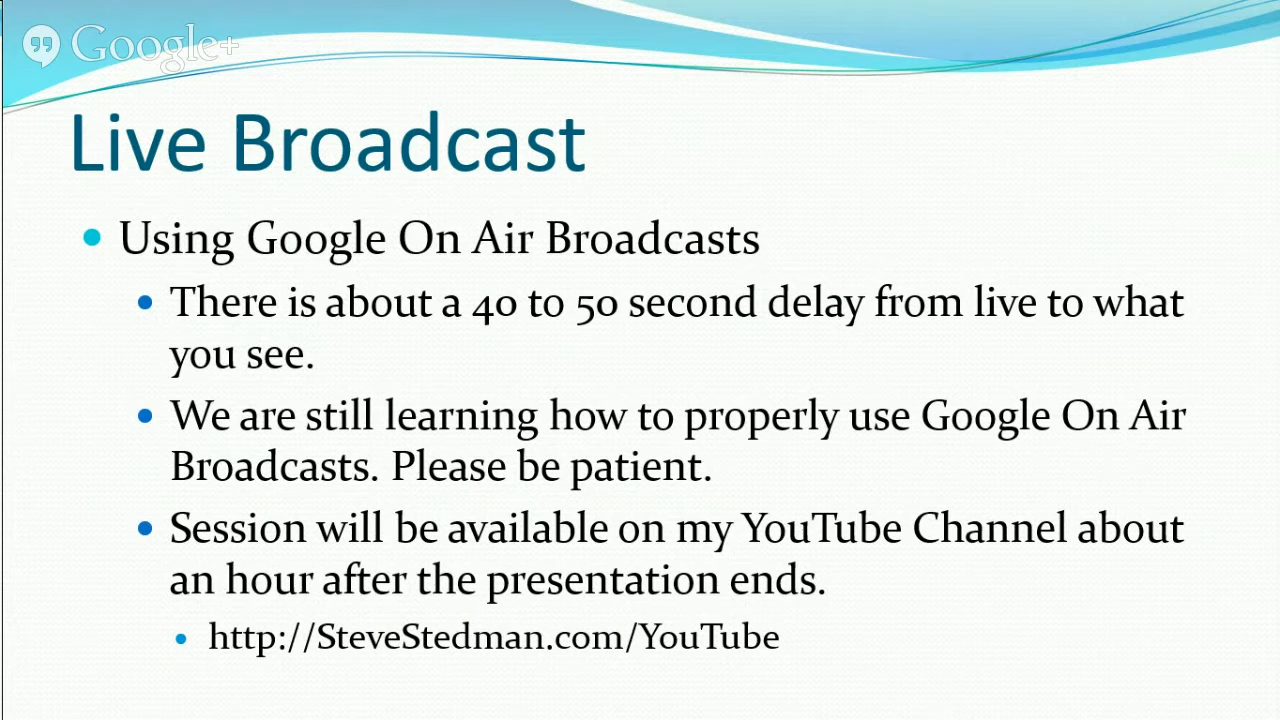 Google+
Live Broadcast
Using Google On Air Broadcasts
There is about a 40 to 50 second delay from live to what
you see.
We are still learning how to properly use Google On Air
Broadcasts. Please be patient.
Session will be available on my YouTube Channel about
an hour after the presentation ends.
http://SteveStedman.com/YouTube